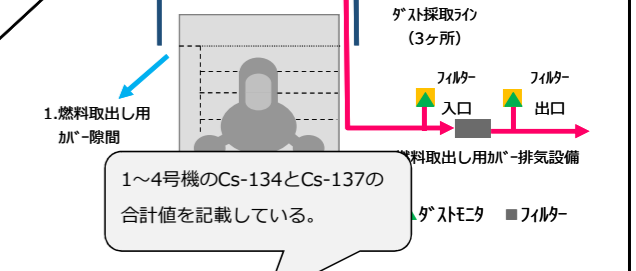 ﾀﾞｽﾄ採取ﾗｲﾝ
（3ヶ所）
ﾌｨﾙﾀｰ
ﾌｨﾙﾀｰ
1.燃料取出し用
ｶﾊﾞｰ隙間
入口
出口
料取出し用ｶﾊﾞｰ排気設備
1～4号機のCs-134とCs-137の
合計値を記載している。
ﾀﾞｽﾄﾓﾆﾀ
ﾌｨﾙﾀｰ